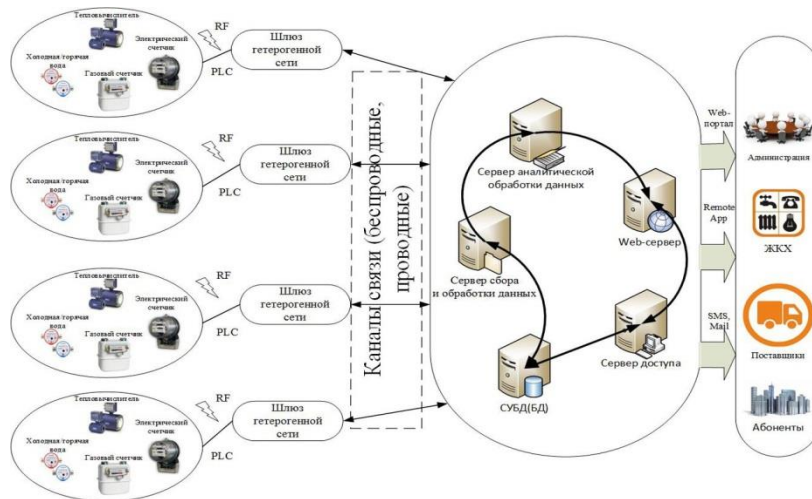 Тепловычислитель
Холодная/горячая
вода
Газовый счетчик
Электрический
счетчик
RF
PLC
Шлюз
гетерогенной
сети
Тепловычислитель
Холодная/горячая
вода
Газовый счетчик
Электрический
счетчик
RF
PLC
Шлюз
гетерогенной
сети
Тепловычислитель
Холодная/горячая
вода
Газовый счетчик
Электрический
счетчик
RF
PLC
Шлюз
гетерогенной
сети
Тепловычислитель
Холодная/горячая
вода
Газовый счетчик
Электрический
счетчик
RF
PLC
Шлюз
гетерогенной
сети
Каналы связи (беспроводные,
проводные)
Сервер аналитической
обработки данных
Web-сервер
Сервер сбора
и обработки данных
Сервер доступа
СУБД(БД)
Web-
портал
Remote
App
SMS,
Mail
Администрация
ЖКХ
Поставщики
Абоненты